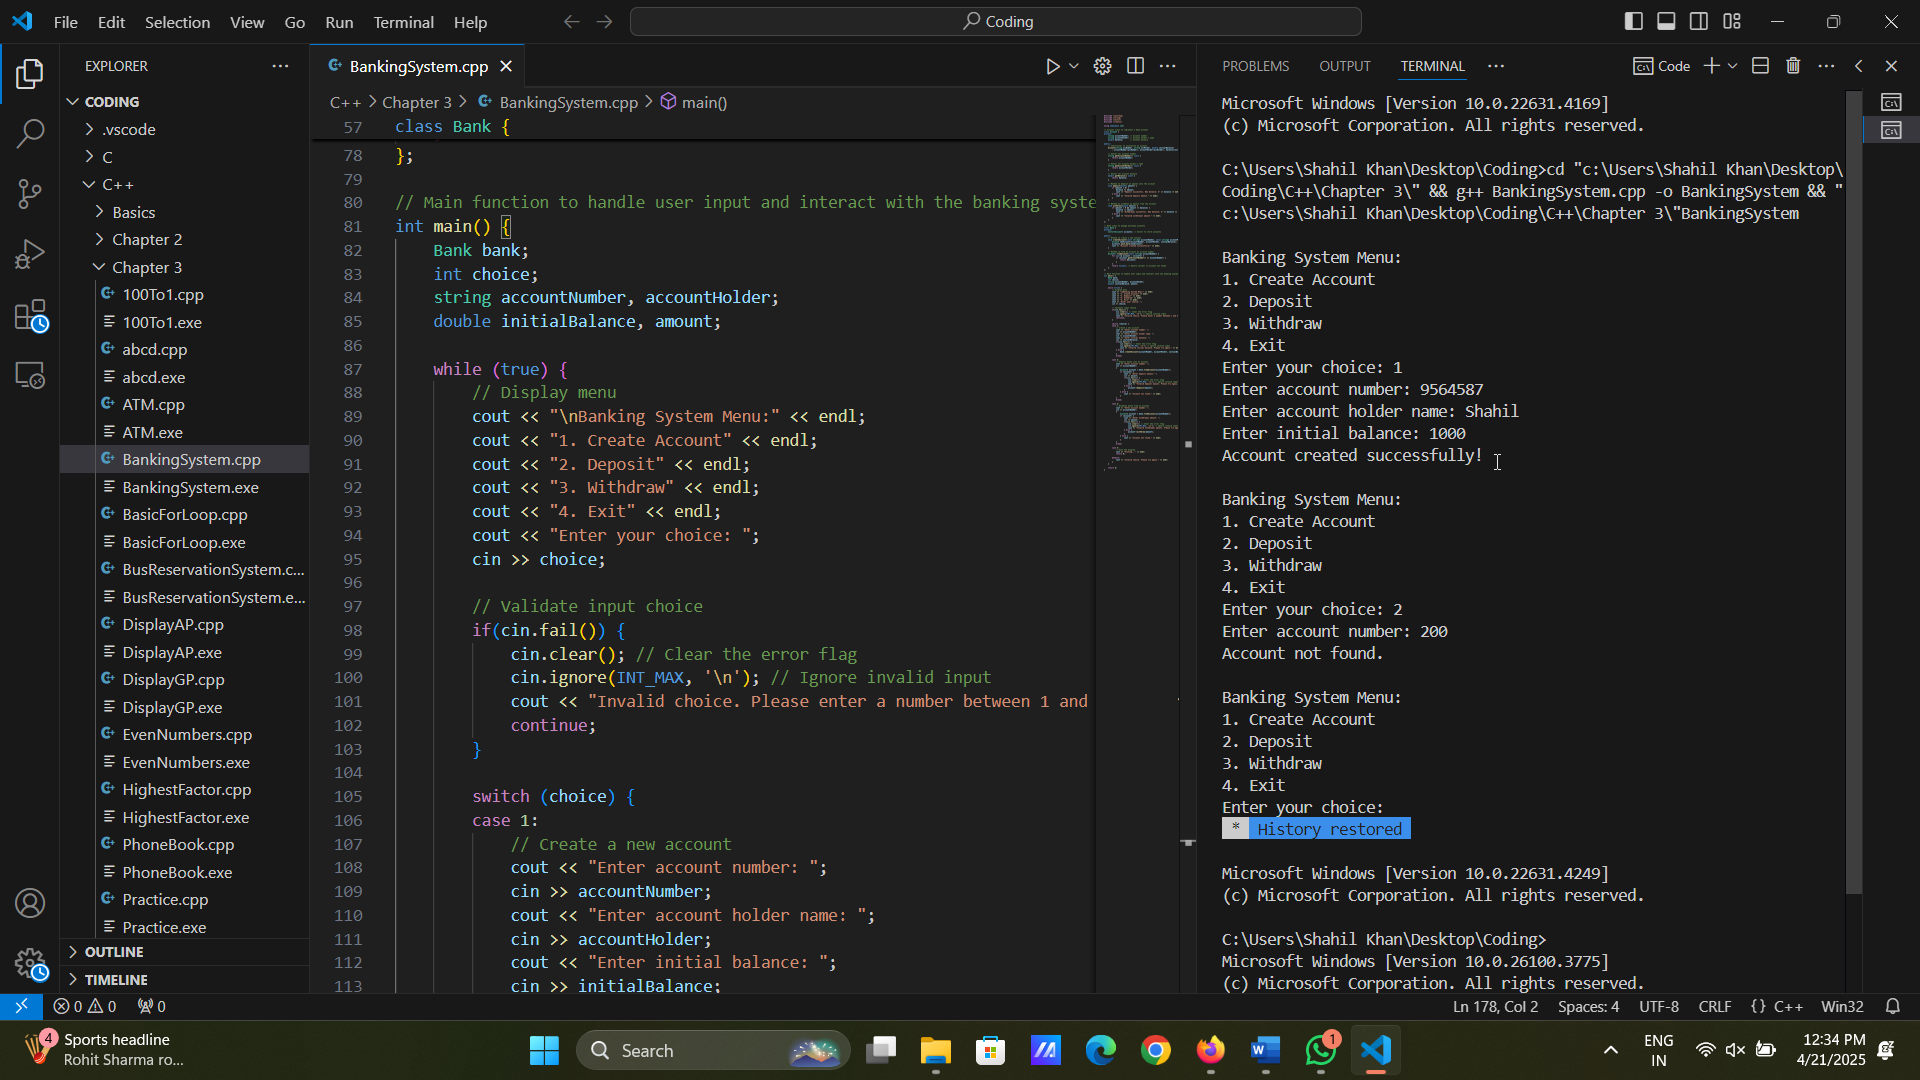 File Edit Selection View Go Run Terminal Help
Coding
EXPLORER
CODING
.vscode
C
C++
Basics
Chapter 2
Chapter 3
100To1.cpp
100To1.exe
abcd.cpp
abcd.exe
ATM.cpp
ATM.exe
BankingSystem.cpp
BankingSystem.exe
BasicForLoop.cpp
BasicForLoop.exe
BusReservationSystem.c...
BusReservationSystem.e...
DisplayAP.cpp
DisplayAP.exe
DisplayGP.cpp
DisplayGP.exe
EvenNumbers.cpp
EvenNumbers.exe
HighestFactor.cpp
HighestFactor.exe
PhoneBook.cpp
PhoneBook.exe
Practice.cpp
Practice.exe
OUTLINE
TIMELINE
BankingSystem.cpp
C++ > Chapter 3 > BankingSystem.cpp > main()
57 class Bank {
78 };
79
80 // Main function to handle user input and interact with the banking syste
81 int main() {
82 Bank bank;
83 int choice;
84 string accountNumber, accountHolder;
85 double initialBalance, amount;
86
87 while (true) {
88 // Display menu
89 cout << "\nBanking System Menu:" << endl;
90 cout << "1. Create Account" << endl;
91 cout << "2. Deposit" << endl;
92 cout << "3. Withdraw" << endl;
93 cout << "4. Exit" << endl;
94 cout << "Enter your choice: ";
95 cin >> choice;
96
97 // Validate input choice
98 if(cin.fail()) {
99 cin.clear(); // Clear the error flag
100 cin.ignore(INT_MAX, '\n'); // Ignore invalid input
101 cout << "Invalid choice. Please enter a number between 1 and
102 continue;
103 }
104
105 switch (choice) {
106 case 1:
107 // Create a new account
108 cout << "Enter account number: ";
109 cin >> accountNumber;
110 cout << "Enter account holder name: ";
111 cin >> accountHolder;
112 cout << "Enter initial balance: ";
113 cin >> initialBalance;
PROBLEMS OUTPUT TERMINAL
Code
Microsoft Windows [Version 10.0.22631.4169]
(c) Microsoft Corporation. All rights reserved.
C:\Users\Shahil Khan\Desktop\Coding>cd "c:\Users\Shahil Khan\Desktop\
Coding\C++\Chapter 3\" && g++ BankingSystem.cpp -o BankingSystem && "
c:\Users\Shahil Khan\Desktop\Coding\C++\Chapter 3\"BankingSystem
Banking System Menu:
1. Create Account
2. Deposit
3. Withdraw
4. Exit
Enter your choice: 1
Enter account number: 9564587
Enter account holder name: Shahil
Enter initial balance: 1000
Account created successfully!
Banking System Menu:
1. Create Account
2. Deposit
3. Withdraw
4. Exit
Enter your choice: 2
Enter account number: 200
Account not found.
Banking System Menu:
1. Create Account
2. Deposit
3. Withdraw
4. Exit
Enter your choice:
* History restored
Microsoft Windows [Version 10.0.22631.4249]
(c) Microsoft Corporation. All rights reserved.
C:\Users\Shahil Khan\Desktop\Coding>
Microsoft Windows [Version 10.0.26100.3775]
(c) Microsoft Corporation. All rights reserved.
0 0 0
Ln 178, Col 2 Spaces: 4 UTF-8 CRLF {} C++ Win32
4
Sports headline
Rohit Sharma ro...
Search
1
ENG
IN
12:34 PM
4/21/2025